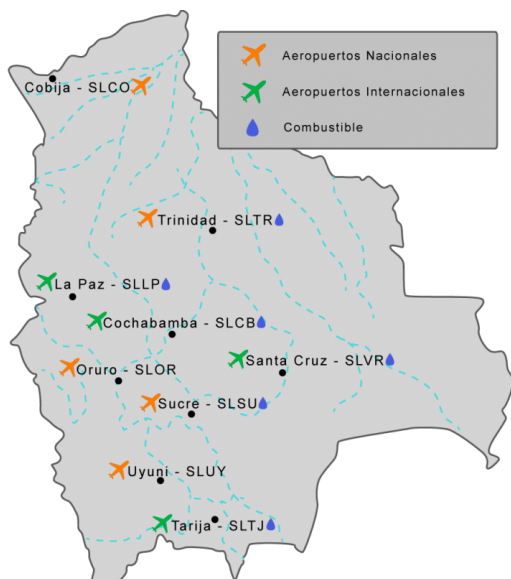 Aeropuertos Nacionales
Aeropuertos Internacionales
Combustible
Cobija - SLCO
Trinidad - SLTR
La Paz - SLLP
Cochabamba - SLCB
Santa Cruz - SLVR
Oruro - SLOR
Sucre - SLSU
Uyuni - SLUY
Tarija - SLTJ